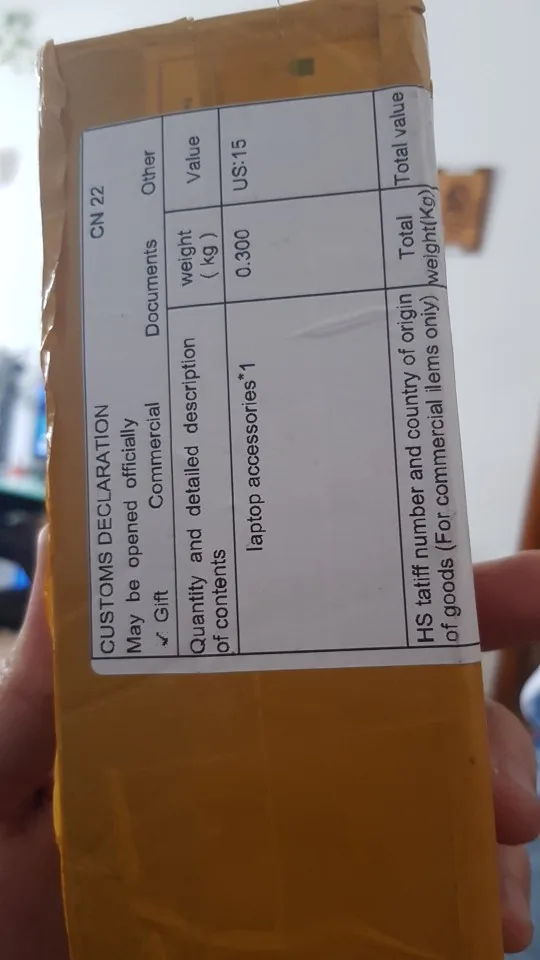 CUSTOMS DECLARATION CN 22
May be opened officially
✓ Gift Commercial Documents Other
Quantity and detailed description of contents
weight ( kg )
Value
laptop accessories*1 0.300 US:15
HS tatiff number and country of origin
of goods (For commercial ilems oniy)
Total
weight(Kg)
Total value